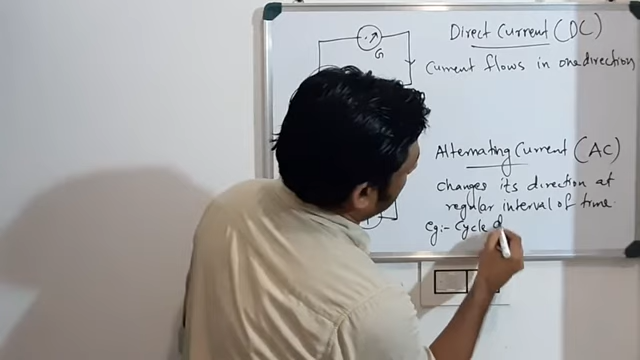 G
Direct Current (DC)
Current flows in one direction
Alternating Current (AC)
changes its direction at
regular interval of time.
eg:- Cycle d